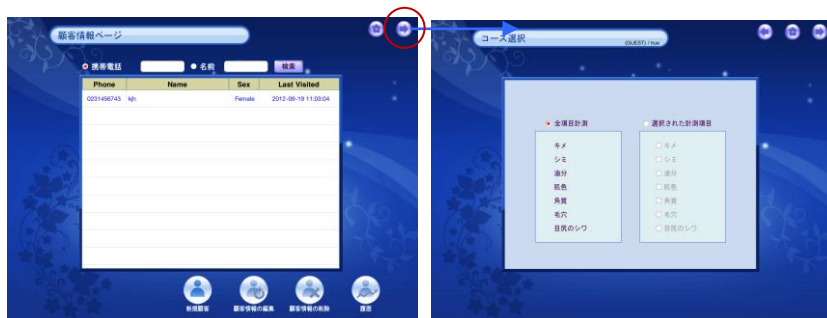 顧客情報ページ
携帯電話
名前
検索
Phone Name Sex Last Visited
0231456743 kjh Female 2012-09-19 11:03:04
新規顧客
顧客情報の編集
顧客情報の削除
履歴
コース選択
(GUEST) / true
全項目計測
キメ
シミ
油分
肌色
角質
毛穴
目尻のシワ
選択された計測項目
キメ
シミ
油分
肌色
角質
毛穴
目尻のシワ